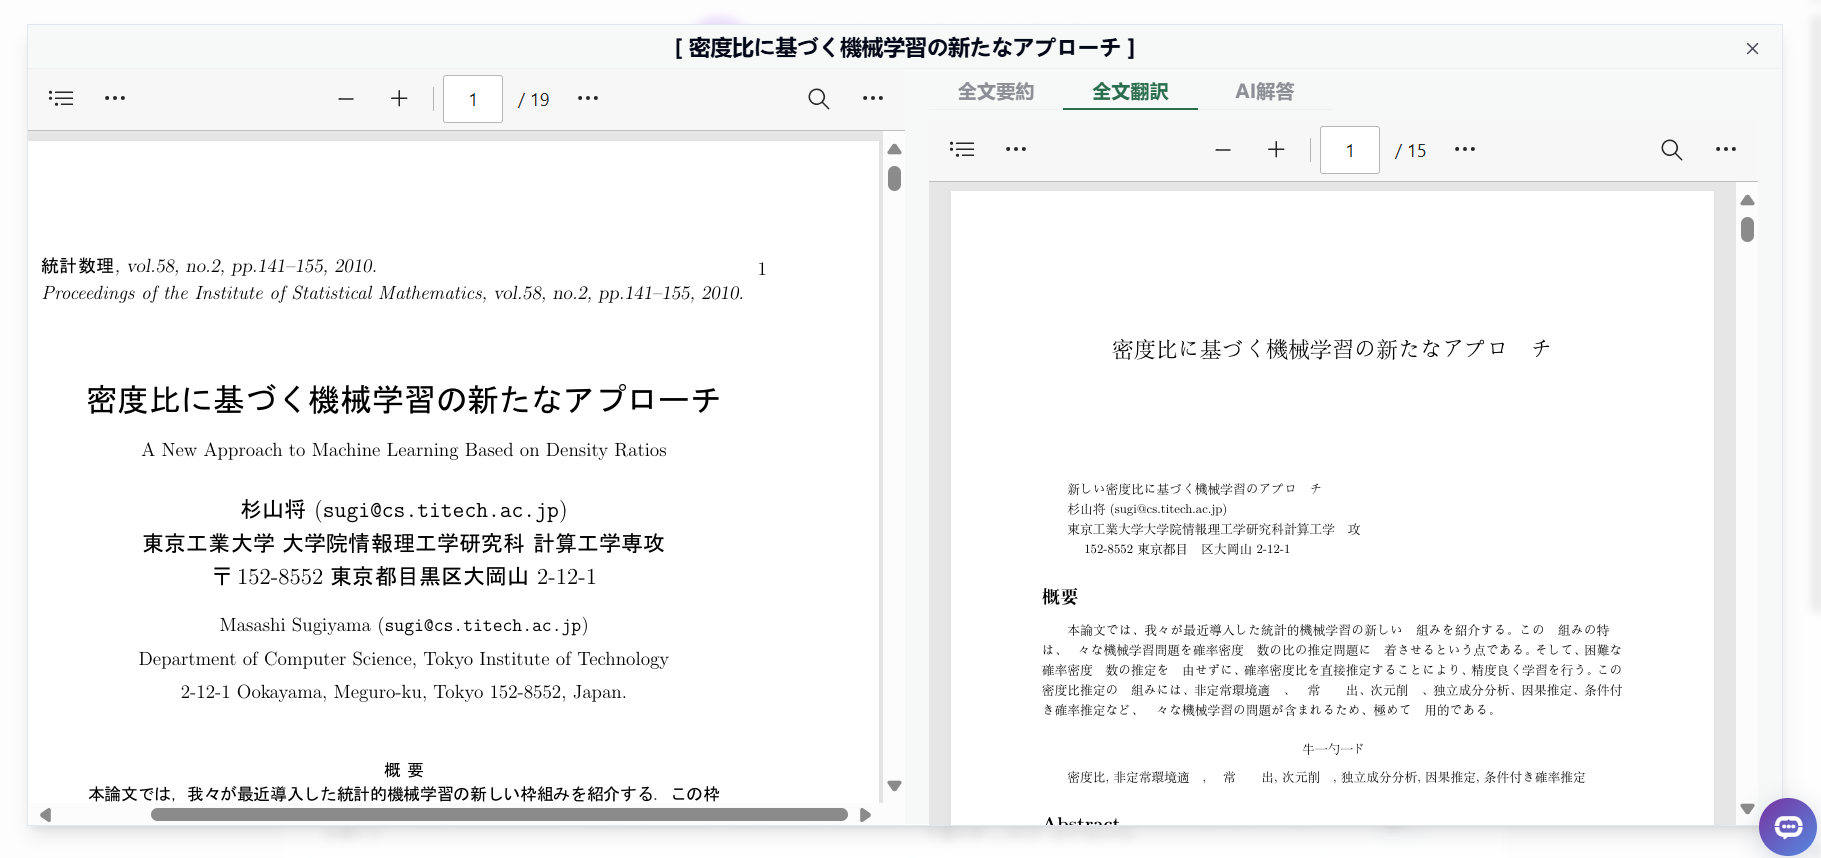 [ 密度比に基づく機械学習の新たなアプローチ ]
1 / 19
統計数理, vol.58, no.2, pp.141–155, 2010.
1
Proceedings of the Institute of Statistical Mathematics, vol.58, no.2, pp.141–155, 2010.
密度比に基づく機械学習の新たなアプローチ
A New Approach to Machine Learning Based on Density Ratios
杉山将 (sugi@cs.titech.ac.jp)
東京工業大学 大学院情報理工学研究科 計算工学専攻
〒152-8552 東京都目黒区大岡山 2-12-1
Masashi Sugiyama (sugi@cs.titech.ac.jp)
Department of Computer Science, Tokyo Institute of Technology
2-12-1 Ookayama, Meguro-ku, Tokyo 152-8552, Japan.
概 要
本論文では，我々が最近導入した統計的機械学習の新しい枠組みを紹介する．この枠
全文要約 全文翻訳 AI解答
1 / 15
密度比に基づく機械学習の新たなアプロ　チ
新しい密度比に基づく機械学習のアプロ　チ
杉山将 (sugi@cs.titech.ac.jp)
東京工業大学大学院情報理工学研究科計算工学　攻
152-8552 東京都目　区大岡山 2-12-1
概要
本論文では、我々が最近導入した統計的機械学習の新しい　組みを紹介する。この　組みの特
は、　々な機械学習問題を確率密度　数の比の推定問題に　着させるという点である。そして、困難な
確率密度　数の推定を　由せずに、確率密度比を直接推定することにより、精度良く学習を行う。この
密度比推定の　組みには、非定常環境適　、　常　　出、次元削　、独立成分分析、因果推定、条件付
き確率推定など、　々な機械学習の問題が含まれるため、極めて　用的である。
牛一勺一ド
密度比, 非定常環境適　,　常　　出, 次元削　, 独立成分分析, 因果推定, 条件付き確率推定
Abstract